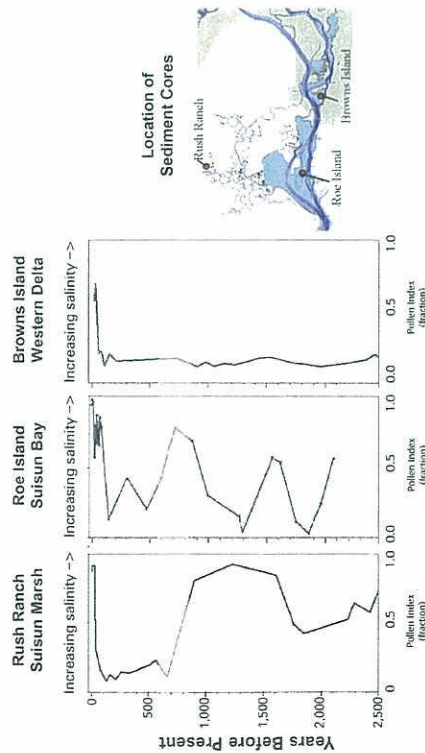 Rush Ranch
Suisun Marsh
Roe Island
Suisun Bay
Browns Island
Western Delta
Increasing salinity -->
Increasing salinity -->
Increasing salinity -->
Years Before Present
0
500
1,000
1,500
2,000
2,500
0
0.5
1.0
Pollen Index
(fraction)
0.0
0.5
1.0
Pollen Index
(fraction)
0.0
0.5
1.0
Pollen Index
(fraction)
Location of
Sediment Cores
Rush Ranch
Roe Island
Browns Island